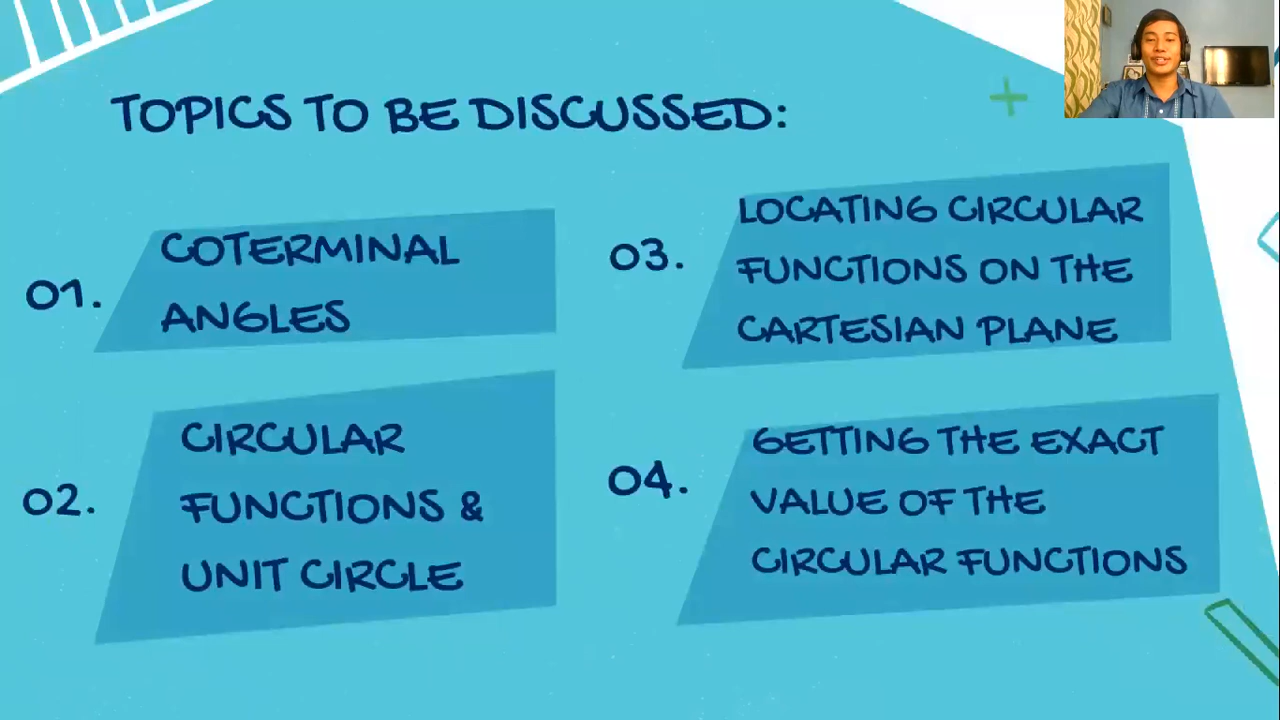 TOPICS TO BE DISCUSSED:
01.
COTERMINAL
ANGLES
02.
CIRCULAR
FUNCTIONS &
UNIT CIRCLE
03.
LOCATING CIRCULAR
FUNCTIONS ON THE
CARTESIAN PLANE
04.
GETTING THE EXACT
VALUE OF THE
CIRCULAR FUNCTIONS